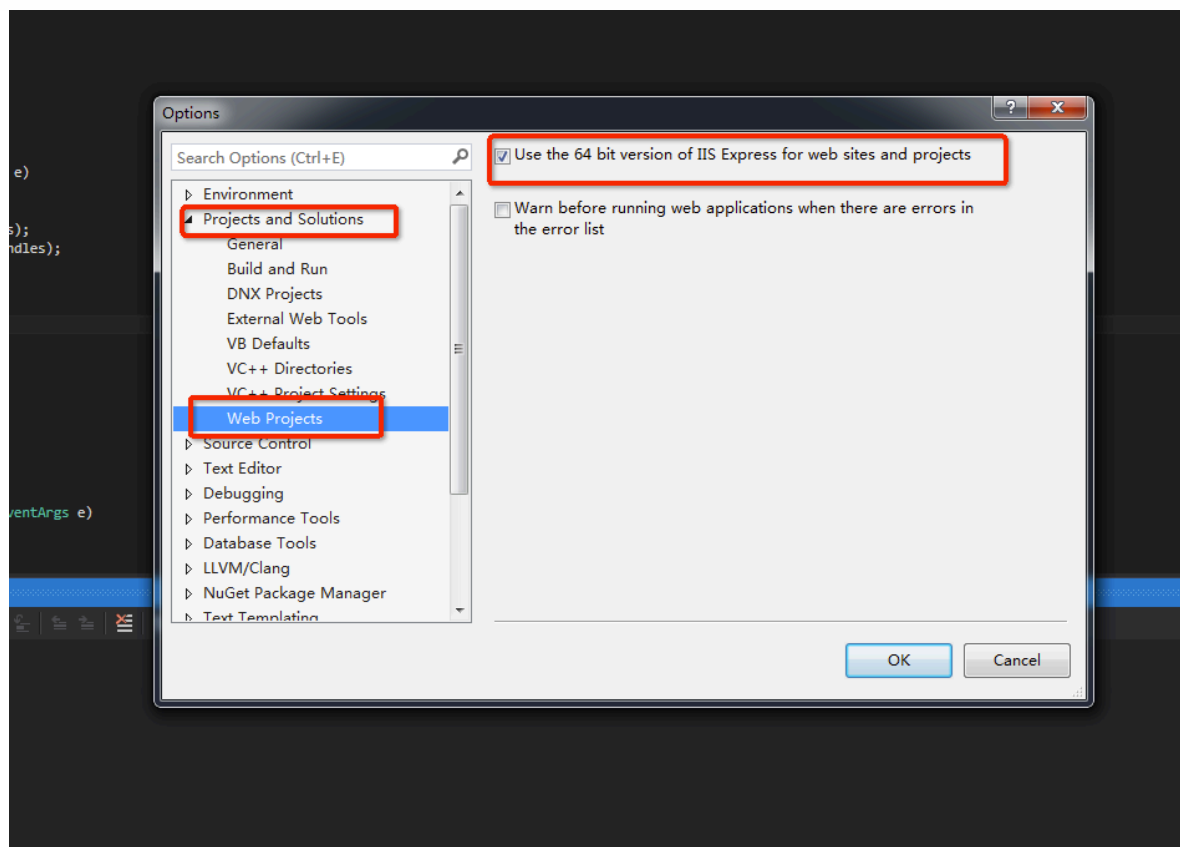 e)
s);
ndles);
ventArgs e)
Options
Search Options (Ctrl+E)
Environment
Projects and Solutions
General
Build and Run
DNX Projects
External Web Tools
VB Defaults
VC++ Directories
VC++ Project Settings
Web Projects
Source Control
Text Editor
Debugging
Performance Tools
Database Tools
LLVM/Clang
NuGet Package Manager
Text Templating
Use the 64 bit version of IIS Express for web sites and projects
Warn before running web applications when there are errors in
the error list
OK
Cancel